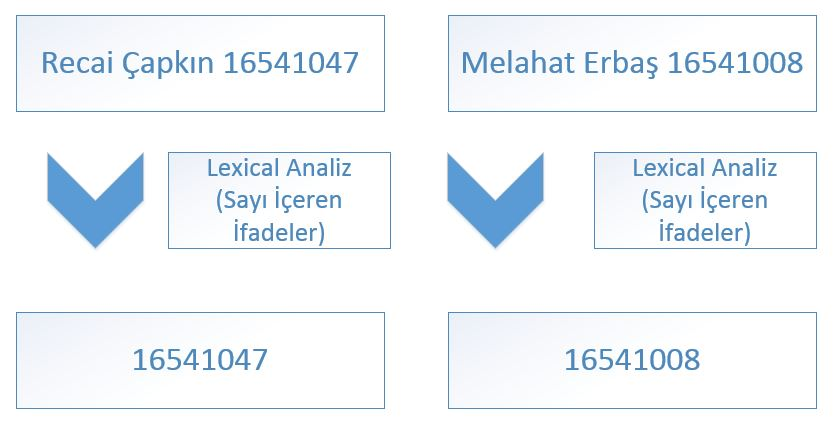 Recai Çapkın 16541047
Melahat Erbaş 16541008
Lexical Analiz
(Sayı İçeren
İfadeler)
Lexical Analiz
(Sayı İçeren
İfadeler)
16541047
16541008